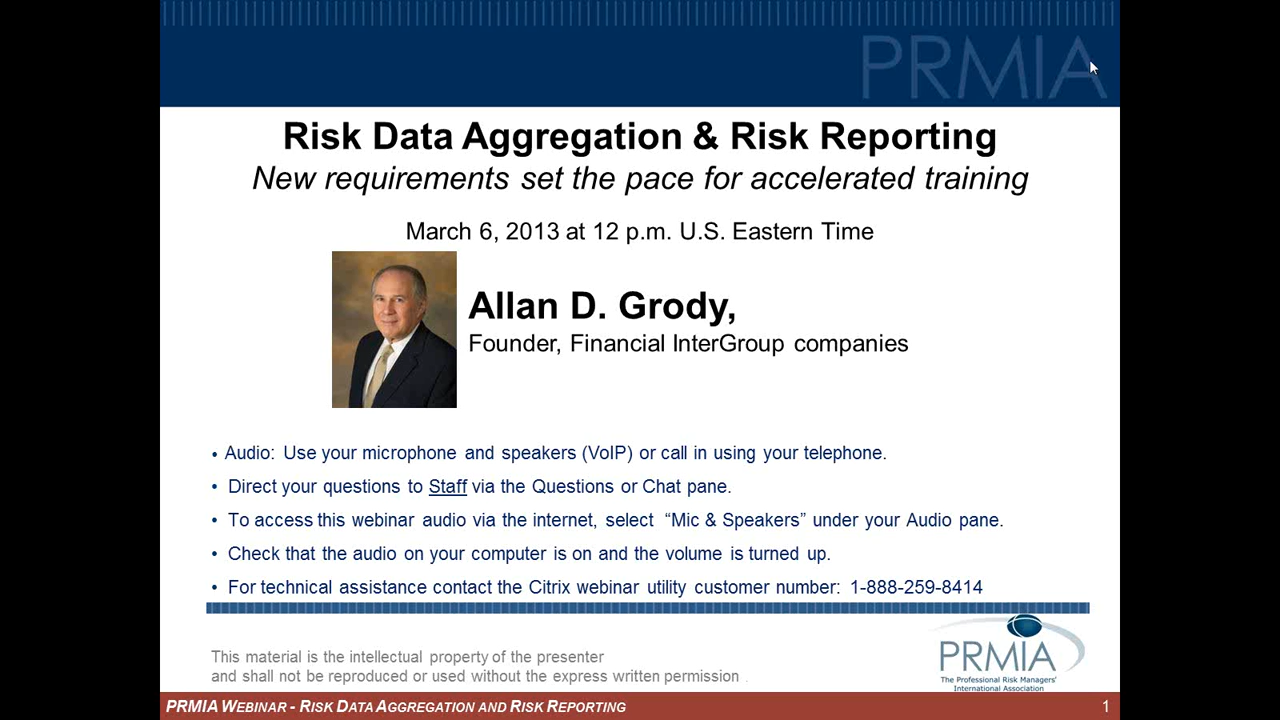 PRMIA
Risk Data Aggregation & Risk Reporting
New requirements set the pace for accelerated training
March 6, 2013 at 12 p.m. U.S. Eastern Time
Allan D. Grody,
Founder, Financial InterGroup companies
• Audio: Use your microphone and speakers (VoIP) or call in using your telephone.
• Direct your questions to Staff via the Questions or Chat pane.
• To access this webinar audio via the internet, select “Mic & Speakers” under your Audio pane.
• Check that the audio on your computer is on and the volume is turned up.
• For technical assistance contact the Citrix webinar utility customer number: 1-888-259-8414
This material is the intellectual property of the presenter
and shall not be reproduced or used without the express written permission .
PRMIA
The Professional Risk Managers'
International Association
PRMIA WEBINAR - RISK DATA AGGREGATION AND RISK REPORTING 1